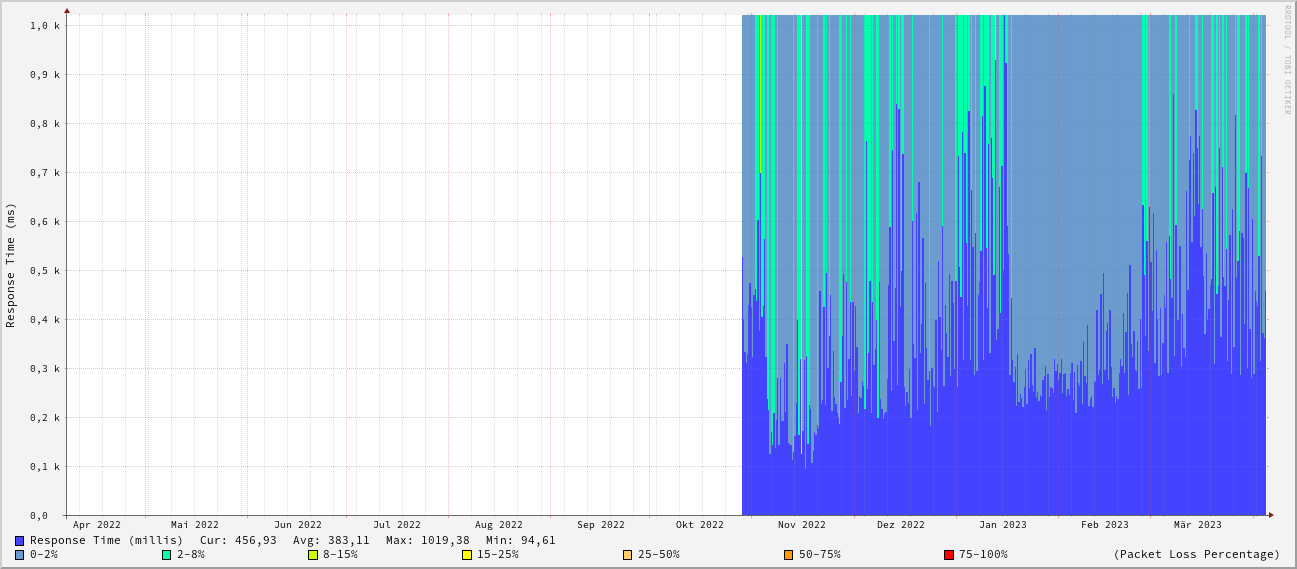 RRDTOOL / TOBI OETIKER
Response Time (ms)
1,0 k
0,9 k
0,8 k
0,7 k
0,6 k
0,5 k
0,4 k
0,3 k
0,2 k
0,1 k
0,0
Apr 2022 Mai 2022 Jun 2022 Jul 2022 Aug 2022 Sep 2022 Okt 2022 Nov 2022 Dez 2022 Jan 2023 Feb 2023 Mär 2023
Response Time (millis) Cur: 456,93 Avg: 383,11 Max: 1019,38 Min: 94,61
0-2% 2-8% 8-15% 15-25% 25-50% 50-75% 75-100% (Packet Loss Percentage)